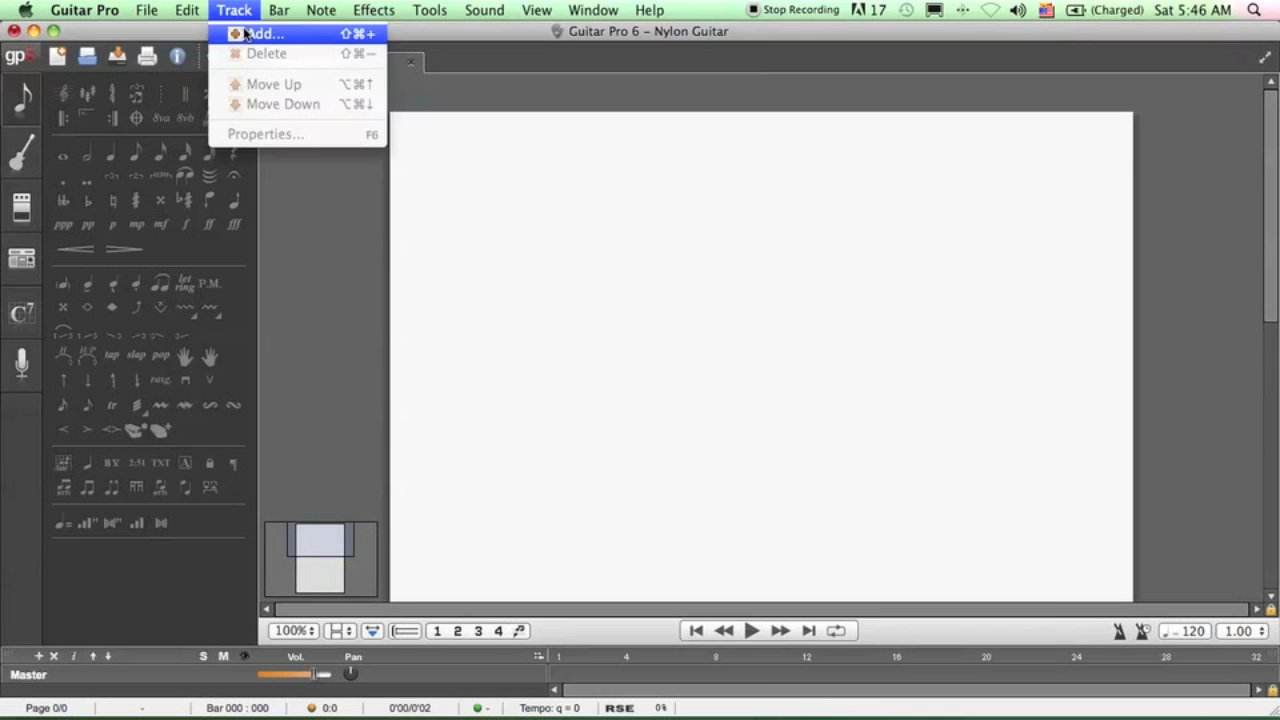 Guitar Pro File Edit Track Bar Note Effects Tools Sound View Window Help Stop Recording 17 (Charged) Sat 5:46 AM
Guitar Pro 6 - Nylon Guitar
gp
Add... ⇧⌘+
Delete ⇧⌘−
Move Up ⌥⌘↑
Move Down ⌥⌘↓
Properties... F6
8va 8vb
ppp pp p mp mf f ff fff
let ring P.M.
C7
H H/P tap slap pop
rasg.
tr
BY 2:51 TXT A
100% 1 2 3 4 120 1.00
S M Vol. Pan 1 4 8 12 16 20 24 28 32
Master
Page 0/0 - Bar 000 : 000 0:0 0'00/0'02 - Tempo: q = 0 RSE 0%